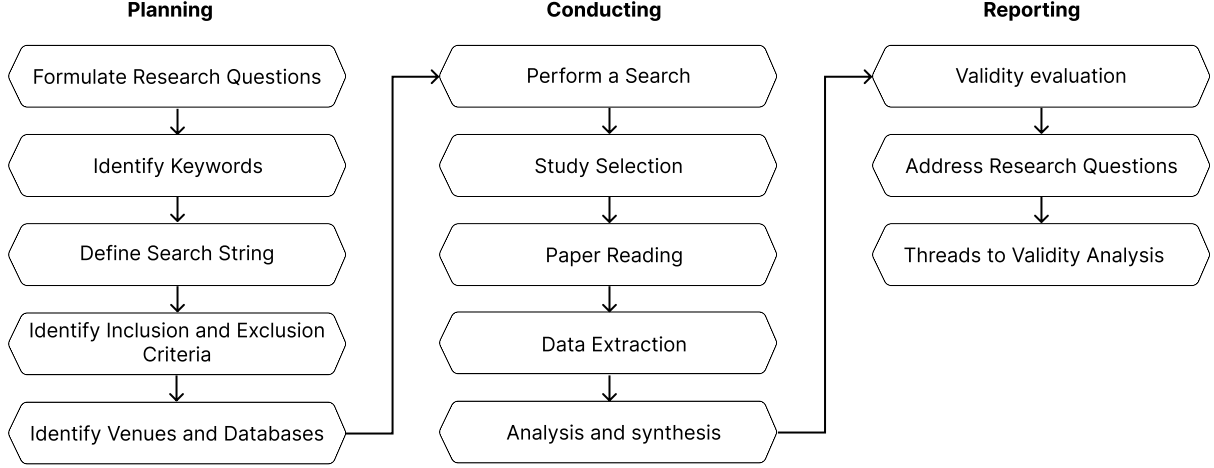 Planning
Formulate Research Questions
Identify Keywords
Define Search String
Identify Inclusion and Exclusion
Criteria
Identify Venues and Databases
Conducting
Perform a Search
Study Selection
Paper Reading
Data Extraction
Analysis and synthesis
Reporting
Validity evaluation
Address Research Questions
Threads to Validity Analysis